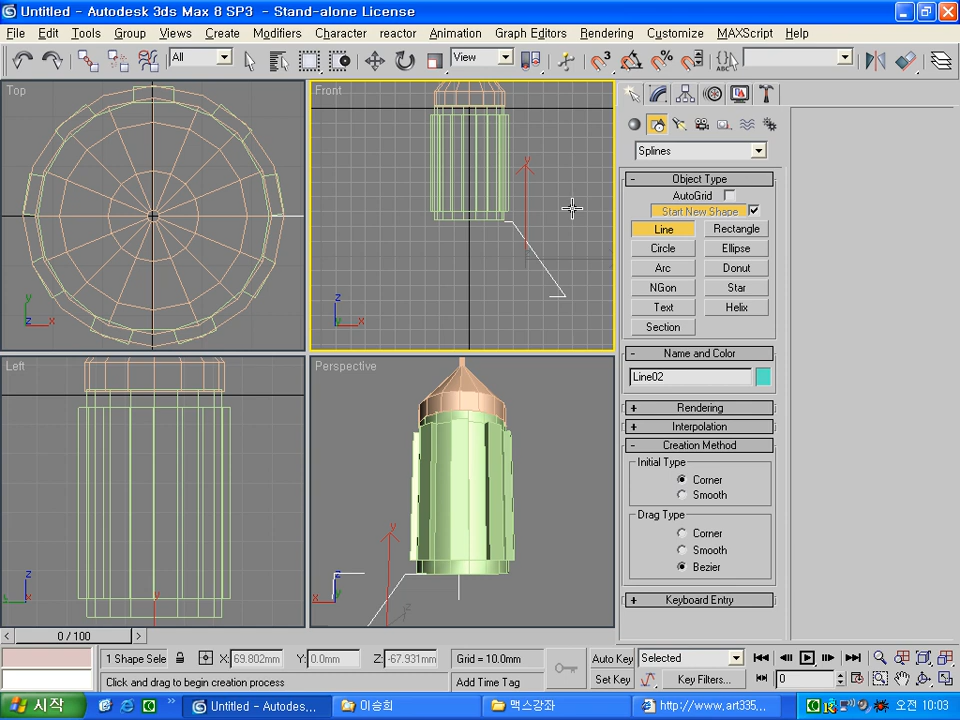 Untitled - Autodesk 3ds Max 8 SP3 - Stand-alone License
File Edit Tools Group Views Create Modifiers Character reactor Animation Graph Editors Rendering Customize MAXScript Help
All View
Top Front
Splines
- Object Type
AutoGrid
Start New Shape
Line Rectangle
Circle Ellipse
Arc Donut
NGon Star
Text Helix
Section
- Name and Color
Line02
+ Rendering
+ Interpolation
- Creation Method
Initial Type
Corner
Smooth
Drag Type
Corner
Smooth
Bezier
+ Keyboard Entry
Left Perspective
< 0 / 100 >
1 Shape Sele X: 69.802mm Y: 0.0mm Z: -67.931mm Grid = 10.0mm Auto Key Selected
Click and drag to begin creation process Add Time Tag Set Key Key Filters... 0
시작 Untitled - Autodes... 이승희 맥스강좌 http://www.art335... 오전 10:03